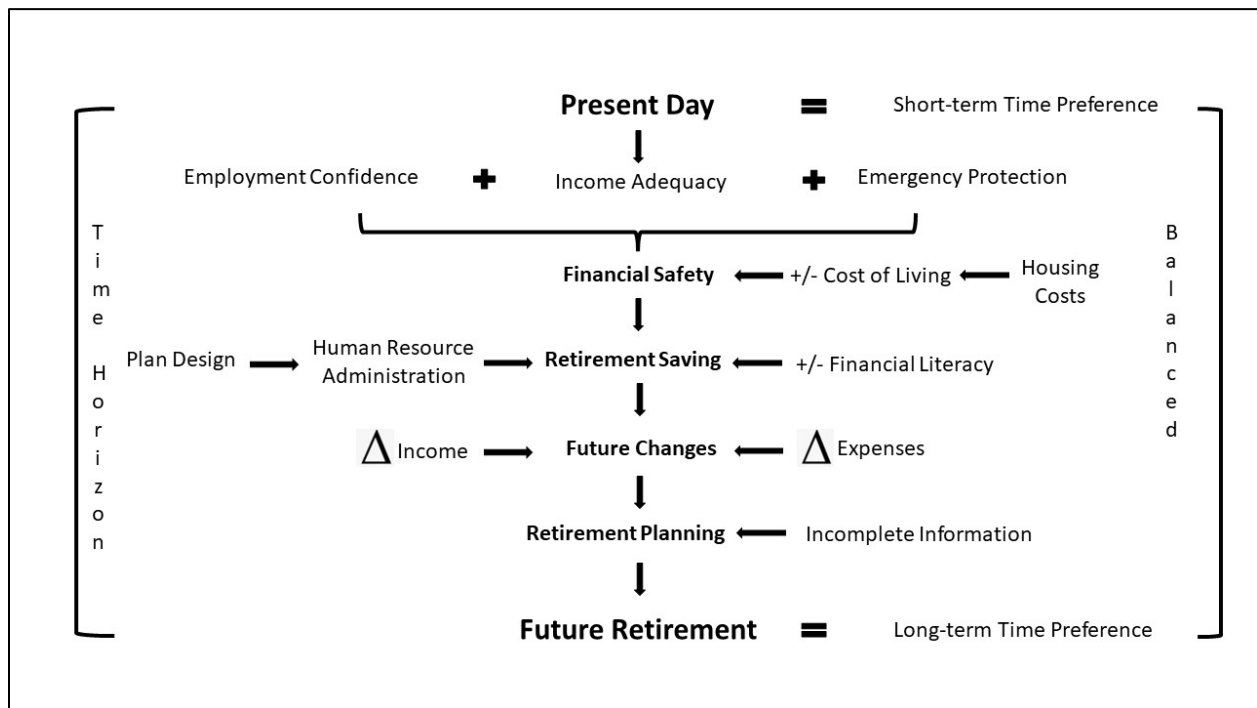 Present Day = Short-term Time Preference
Employment Confidence + Income Adequacy + Emergency Protection
Time Horizon
Balanced
Financial Safety +/- Cost of Living Housing
Costs
Plan Design Human Resource
Administration Retirement Saving +/- Financial Literacy
Δ Income Future Changes Δ Expenses
Retirement Planning Incomplete Information
Future Retirement = Long-term Time Preference